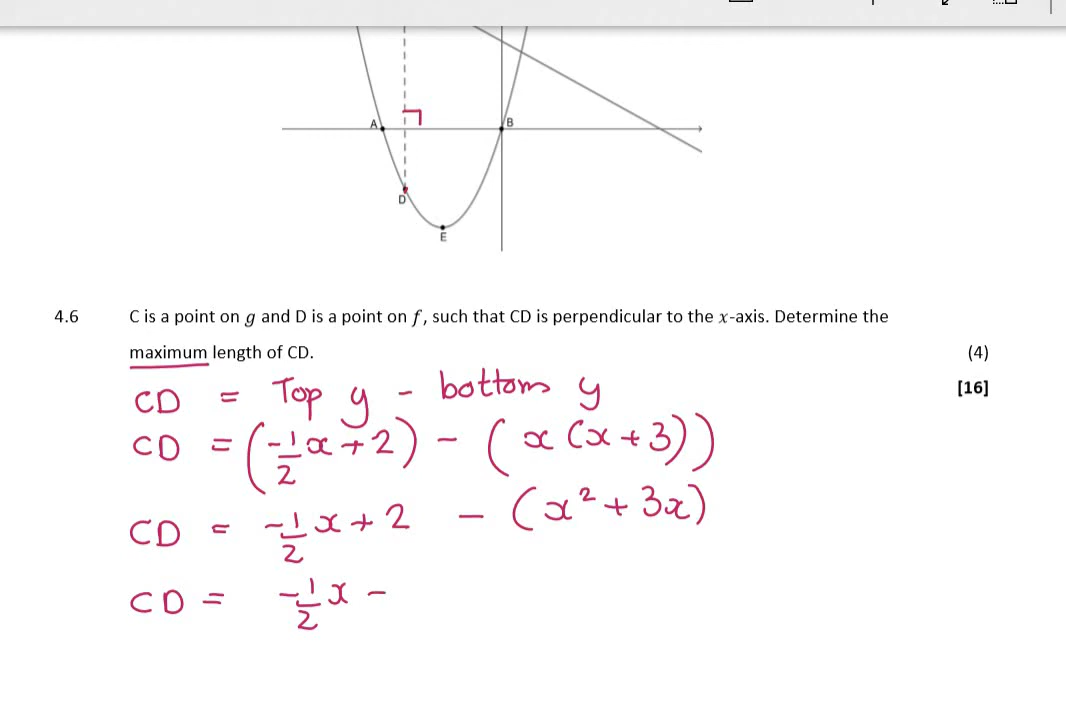 A
B
D
E
4.6 C is a point on g and D is a point on f, such that CD is perpendicular to the x-axis. Determine the
maximum length of CD. (4)
[16]
CD = Top y - bottom y
CD = (-1/2 x + 2) - (x(x + 3))
CD = -1/2 x + 2 - (x² + 3x)
CD = -1/2 x -